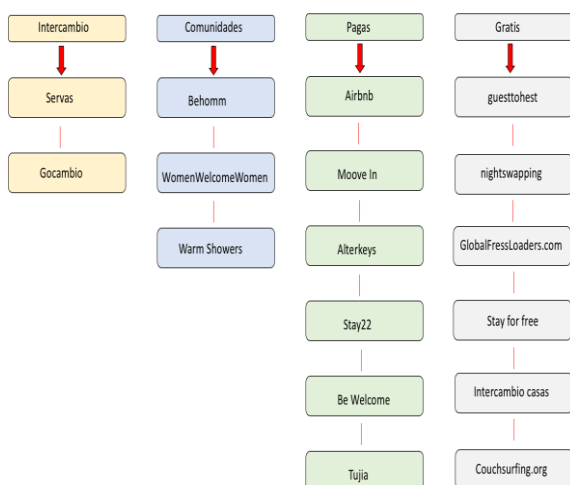 Intercambio
Servas
Gocambio
Comunidades
Behomm
WomenWelcomeWomen
Warm Showers
Pagas
Airbnb
Moove In
Alterkeys
Stay22
Be Welcome
Tujia
Gratis
guesttohest
nightswapping
GlobalFressLoaders.com
Stay for free
Intercambio casas
Couchsurfing.org